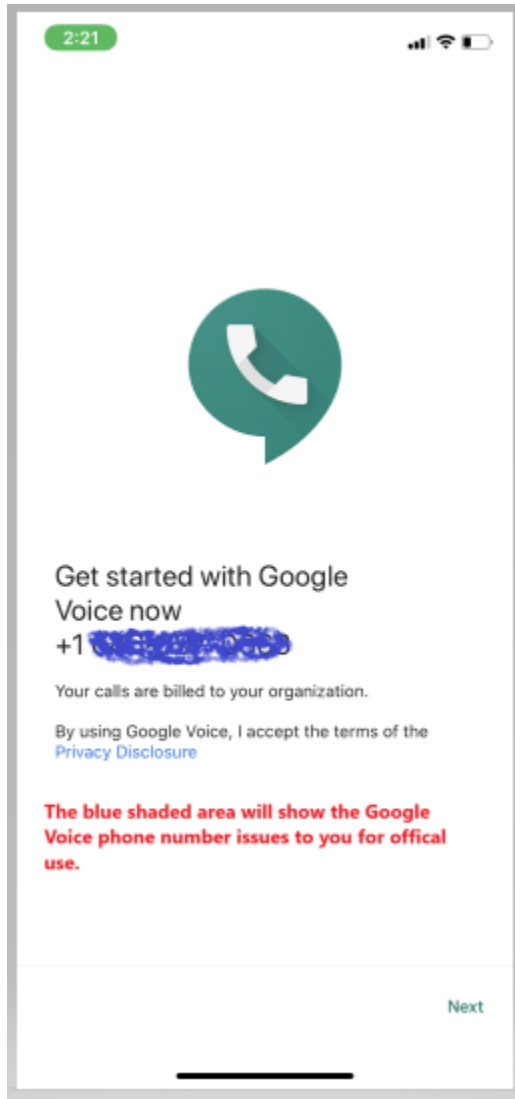 2:21
Get started with Google
Voice now
+1
Your calls are billed to your organization.
By using Google Voice, I accept the terms of the
Privacy Disclosure
The blue shaded area will show the Google
Voice phone number issues to you for offical
use.
Next